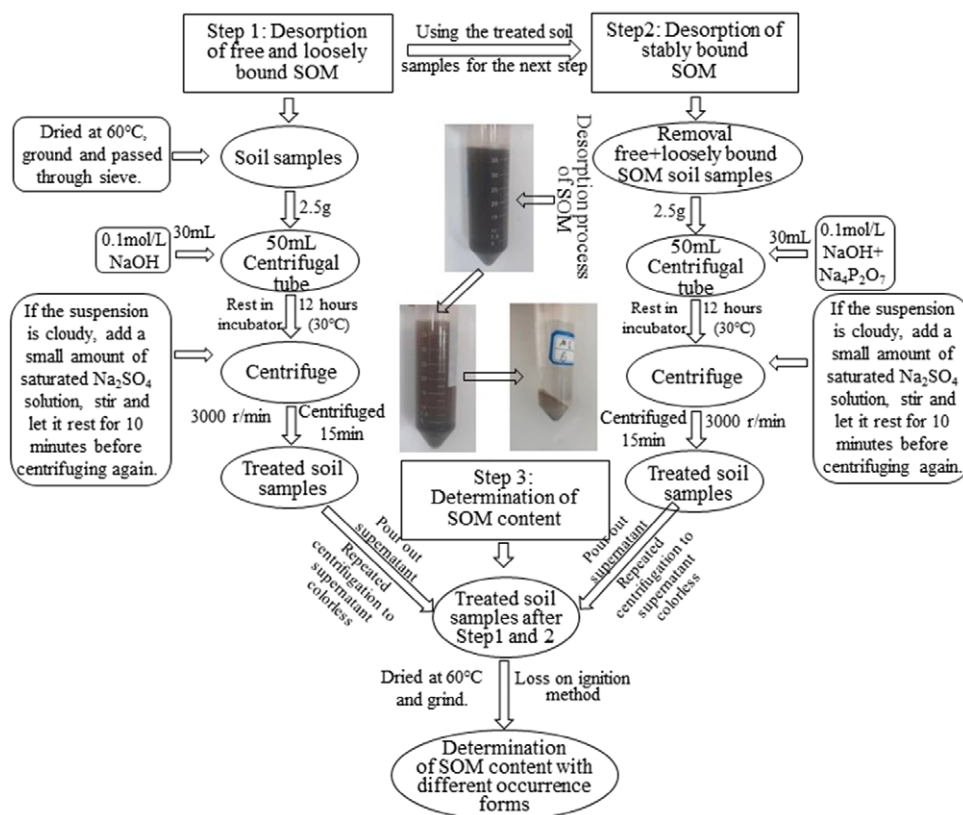 Step 1: Desorption
of free and loosely
bound SOM
Using the treated soil
samples for the next step
Step2: Desorption of
stably bound
SOM
Dried at 60℃,
ground and passed
through sieve.
Soil samples
Desorption process
of SOM
Removal
free+loosely bound
SOM soil samples
2.5g
2.5g
0.1mol/L
NaOH
30mL
50mL
Centrifugal
tube
50mL
Centrifugal
tube
30mL
0.1mol/L
NaOH+
Na₄P₂O₇
Rest in
incubator
12 hours
(30℃)
Rest in
incubator
12 hours
(30℃)
If the suspension
is cloudy, add a
small amount of
saturated Na₂SO₄
solution, stir and
let it rest for 10
minutes before
centrifuging again.
Centrifuge
Centrifuge
If the suspension
is cloudy, add a
small amount of
saturated Na₂SO₄
solution, stir and
let it rest for 10
minutes before
centrifuging again.
3000 r/min
Centrifuged
15min
Centrifuged
15min
3000 r/min
Treated soil
samples
Step 3:
Determination of
SOM content
Treated soil
samples
Pour out
supernatant
Repeated
centrifugation to
supernatant
colorless
Pour out
supernatant
Repeated
centrifugation to
supernatant
colorless
Treated soil
samples after
Step1 and 2
Dried at 60℃
and grind.
Loss on ignition
method
Determination
of SOM content with
different occurrence
forms